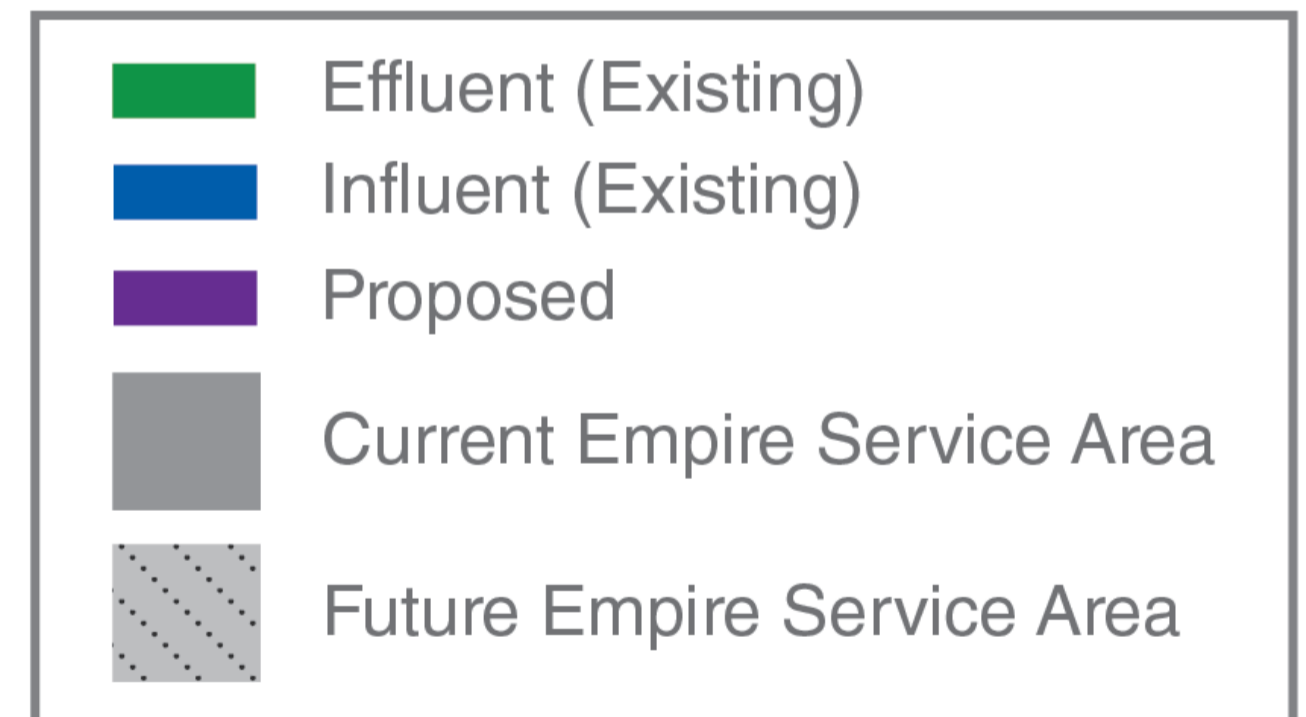 Effluent (Existing)
Influent (Existing)
Proposed
Current Empire Service Area
Future Empire Service Area